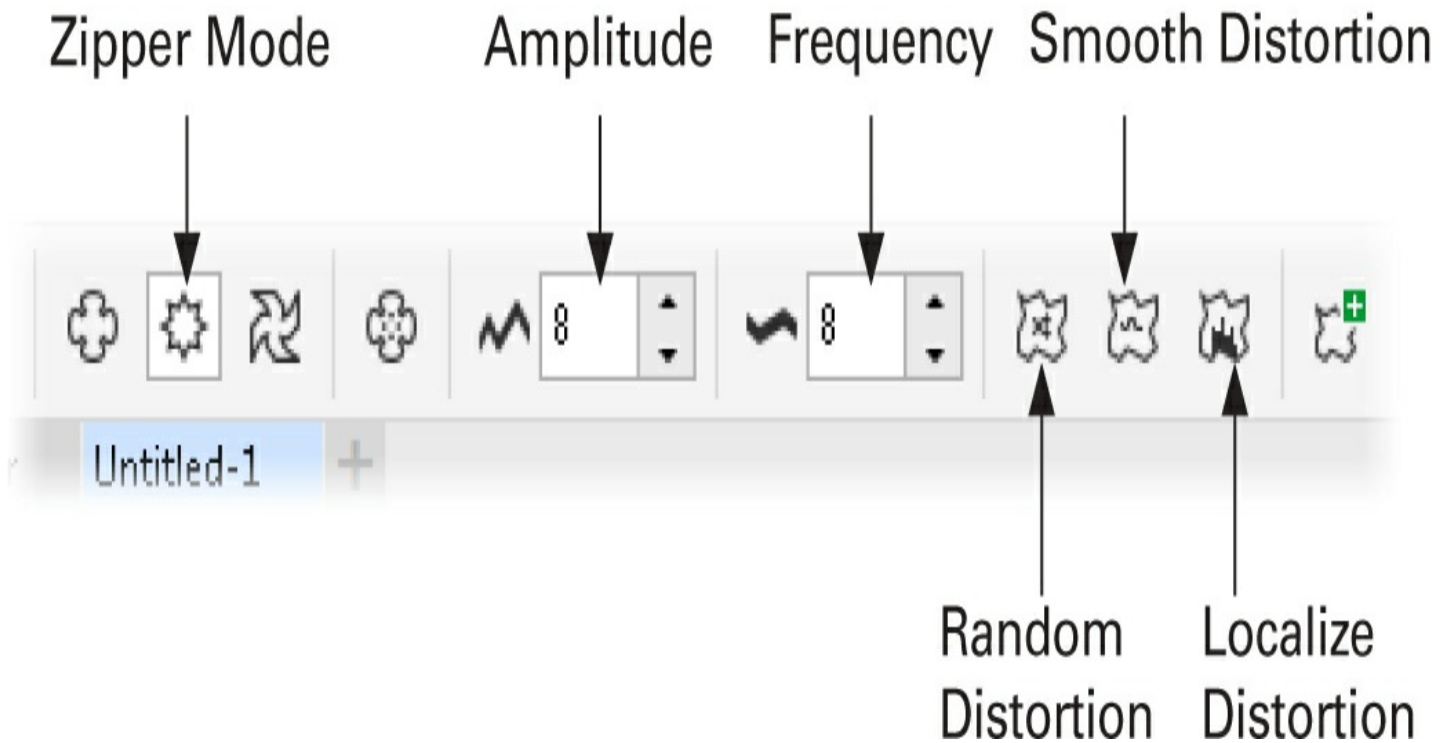 Zipper Mode
Amplitude
Frequency
Smooth Distortion
8
8
Untitled-1
Random
Distortion
Localize
Distortion